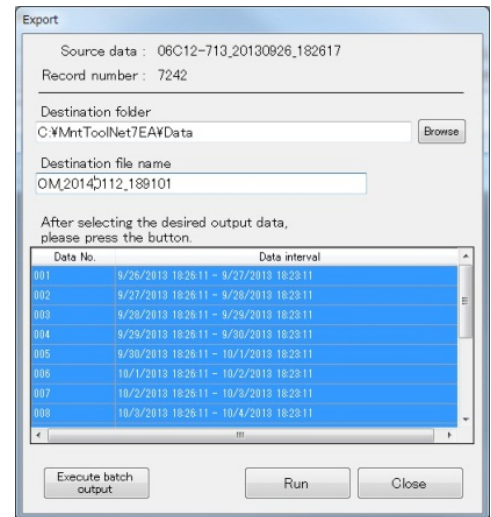 Export
Source data : 06C12-713_20130926_182617
Record number : 7242
Destination folder
C:¥MntToolNet7EA¥Data
Browse
Destination file name
OM_20140112_189101
After selecting the desired output data,
please press the button.
Data No. Data interval
001 9/26/2013 18:26:11 - 9/27/2013 18:23:11
002 9/27/2013 18:26:11 - 9/28/2013 18:23:11
003 9/28/2013 18:26:11 - 9/29/2013 18:23:11
004 9/29/2013 18:26:11 - 9/30/2013 18:23:11
005 9/30/2013 18:26:11 - 10/1/2013 18:23:11
006 10/1/2013 18:26:11 - 10/2/2013 18:23:11
007 10/2/2013 18:26:11 - 10/3/2013 18:23:11
008 10/3/2013 18:26:11 - 10/4/2013 18:23:11
Execute batch
output
Run
Close